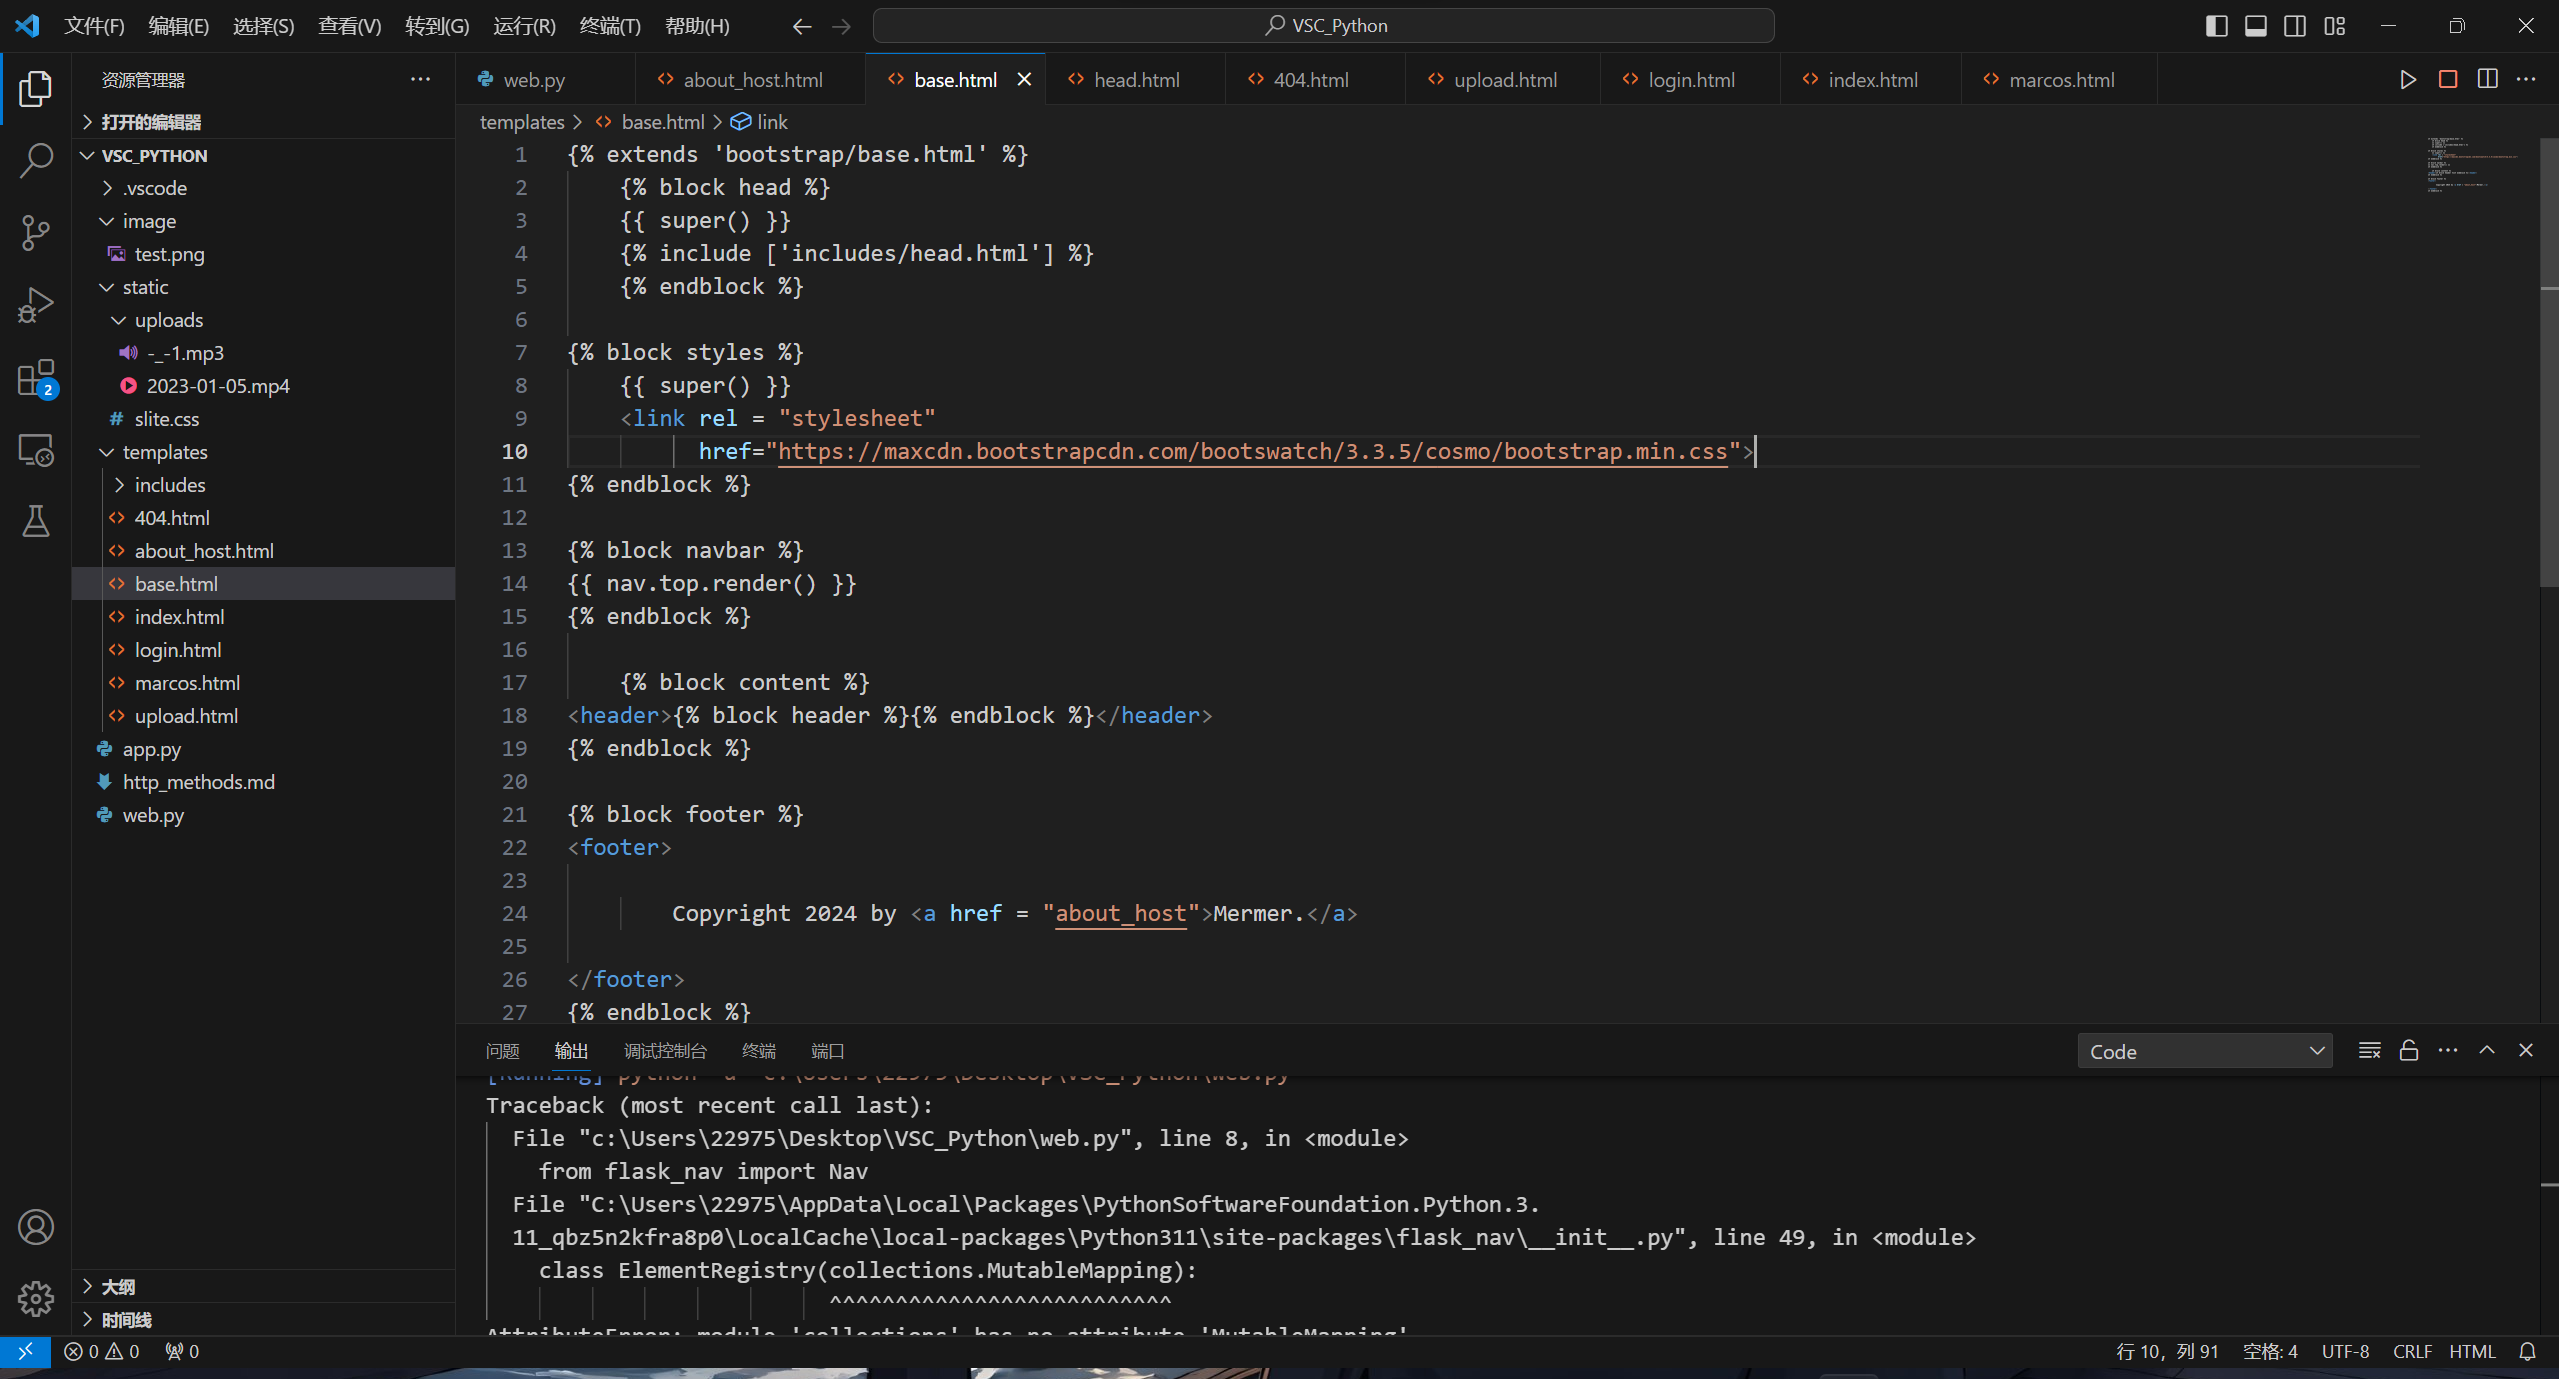 文件(F) 编辑(E) 选择(S) 查看(V) 转到(G) 运行(R) 终端(T) 帮助(H)
VSC_Python
资源管理器
打开的编辑器
VSC_PYTHON
.vscode
image
test.png
static
uploads
-_-1.mp3
2023-01-05.mp4
slite.css
templates
includes
404.html
about_host.html
base.html
index.html
login.html
marcos.html
upload.html
app.py
http_methods.md
web.py
大纲
时间线
2
web.py about_host.html base.html head.html 404.html upload.html login.html index.html marcos.html
templates > base.html > link
1 {% extends 'bootstrap/base.html' %}
2 {% block head %}
3 {{ super() }}
4 {% include ['includes/head.html'] %}
5 {% endblock %}
6
7 {% block styles %}
8 {{ super() }}
9 <link rel = "stylesheet"
10 href="https://maxcdn.bootstrapcdn.com/bootswatch/3.3.5/cosmo/bootstrap.min.css">
11 {% endblock %}
12
13 {% block navbar %}
14 {{ nav.top.render() }}
15 {% endblock %}
16
17 {% block content %}
18 <header>{% block header %}{% endblock %}</header>
19 {% endblock %}
20
21 {% block footer %}
22 <footer>
23
24 Copyright 2024 by <a href = "about_host">Mermer.</a>
25
26 </footer>
27 {% endblock %}
问题 输出 调试控制台 终端 端口
Code
[Running] python -u "c:\Users\22975\Desktop\VSC_Python\web.py"
Traceback (most recent call last):
File "c:\Users\22975\Desktop\VSC_Python\web.py", line 8, in <module>
from flask_nav import Nav
File "C:\Users\22975\AppData\Local\Packages\PythonSoftwareFoundation.Python.3.
11_qbz5n2kfra8p0\LocalCache\local-packages\Python311\site-packages\flask_nav\__init__.py", line 49, in <module>
class ElementRegistry(collections.MutableMapping):
^^^^^^^^^^^^^^^^^^^^^^^^^^
AttributeError: module 'collections' has no attribute 'MutableMapping'
0 0 0
行 10，列 91 空格: 4 UTF-8 CRLF HTML